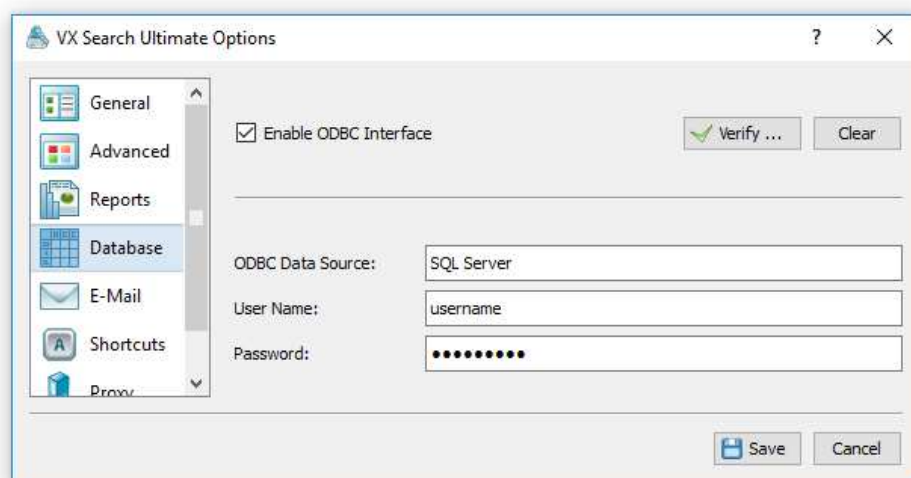 VX Search Ultimate Options
?
General
Advanced
Reports
Database
E-Mail
Shortcuts
Proxy
Enable ODBC Interface
Verify ...
Clear
ODBC Data Source:
SQL Server
User Name:
username
Password:
•••••••••
Save
Cancel